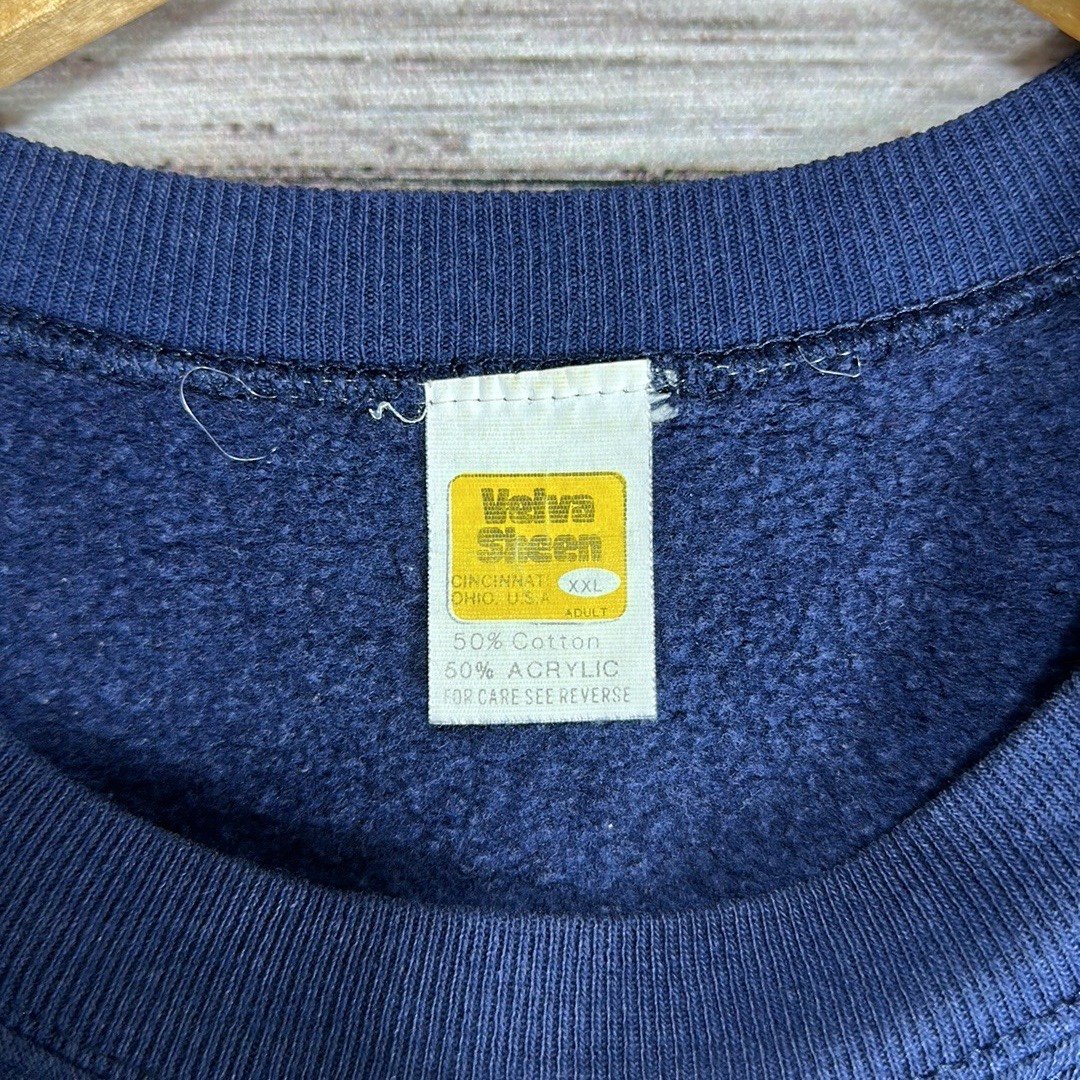 Velva
Sheen
CINCINNATI
OHIO, U.S.A.
XXL
ADULT
50% Cotton
50% ACRYLIC
FOR CARE SEE REVERSE